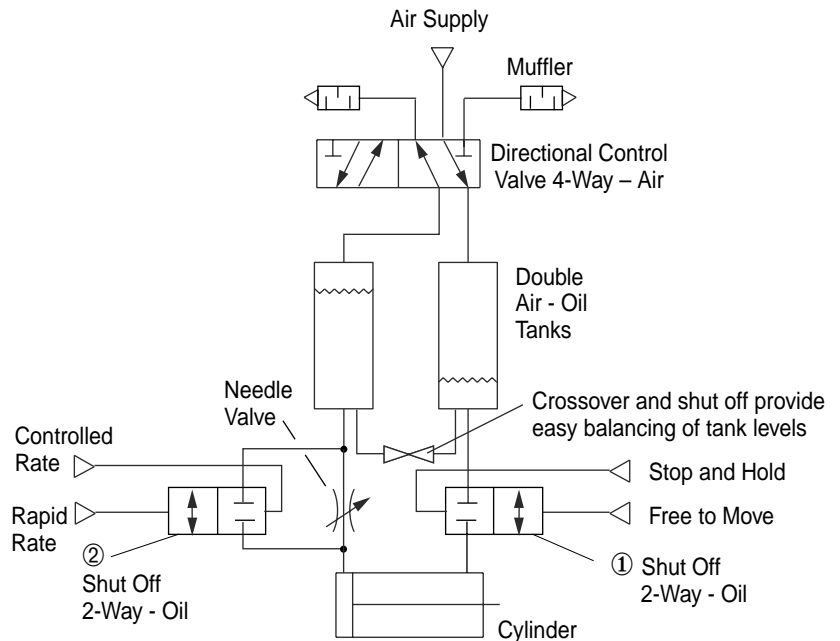 Air Supply
Muffler
Directional Control
Valve 4-Way – Air
Double
Air - Oil
Tanks
Needle
Valve
Crossover and shut off provide
easy balancing of tank levels
Controlled
Rate
Stop and Hold
Rapid
Rate
Free to Move
②
Shut Off
2-Way - Oil
① Shut Off
2-Way - Oil
Cylinder